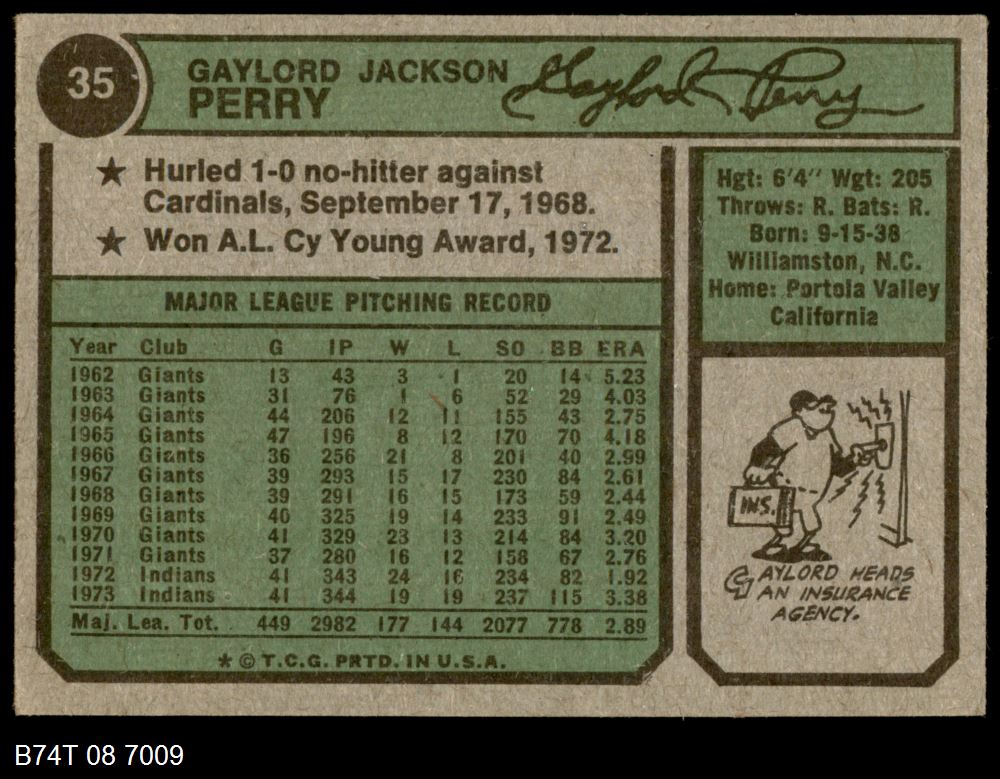 35
GAYLORD JACKSON
PERRY
Gaylord Perry
★ Hurled 1-0 no-hitter against
Cardinals, September 17, 1968.
★ Won A.L. Cy Young Award, 1972.
MAJOR LEAGUE PITCHING RECORD
Year Club G IP W L SO BB ERA
1962 Giants 13 43 3 1 20 14 5.23
1963 Giants 31 76 1 6 52 29 4.03
1964 Giants 44 206 12 11 155 43 2.75
1965 Giants 47 196 8 12 170 70 4.18
1966 Giants 36 256 21 8 201 40 2.99
1967 Giants 39 293 15 17 230 84 2.61
1968 Giants 39 291 16 15 173 59 2.44
1969 Giants 40 325 19 14 233 91 2.49
1970 Giants 41 329 23 13 214 84 3.20
1971 Giants 37 280 16 12 158 67 2.76
1972 Indians 41 343 24 16 234 82 1.92
1973 Indians 41 344 19 19 237 115 3.38
Maj. Lea. Tot. 449 2982 177 144 2077 778 2.89
* © T.C.G. PRTD. IN U.S.A.
Hgt: 6'4" Wgt: 205
Throws: R. Bats: R.
Born: 9-15-38
Williamston, N.C.
Home: Portola Valley
California
INS.
GAYLORD HEADS
AN INSURANCE
AGENCY.
B74T 08 7009